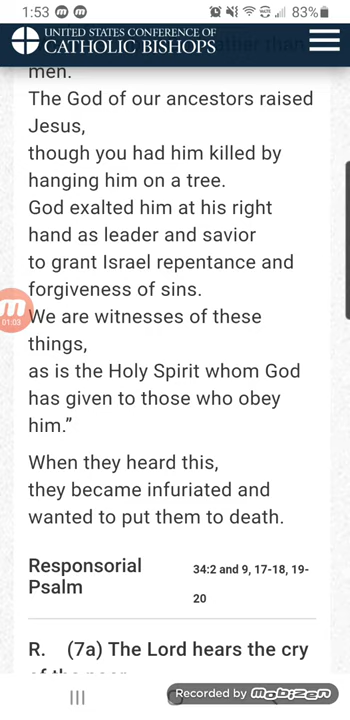 1:53 m m 83%
UNITED STATES CONFERENCE OF
CATHOLIC BISHOPS
rather than
men.
The God of our ancestors raised
Jesus,
though you had him killed by
hanging him on a tree.
God exalted him at his right
hand as leader and savior
to grant Israel repentance and
forgiveness of sins.
m
01:03
We are witnesses of these
things,
as is the Holy Spirit whom God
has given to those who obey
him.”
When they heard this,
they became infuriated and
wanted to put them to death.
Responsorial
Psalm
34:2 and 9, 17-18, 19-
20
R. (7a) The Lord hears the cry
of the poor.
Recorded by mobizen